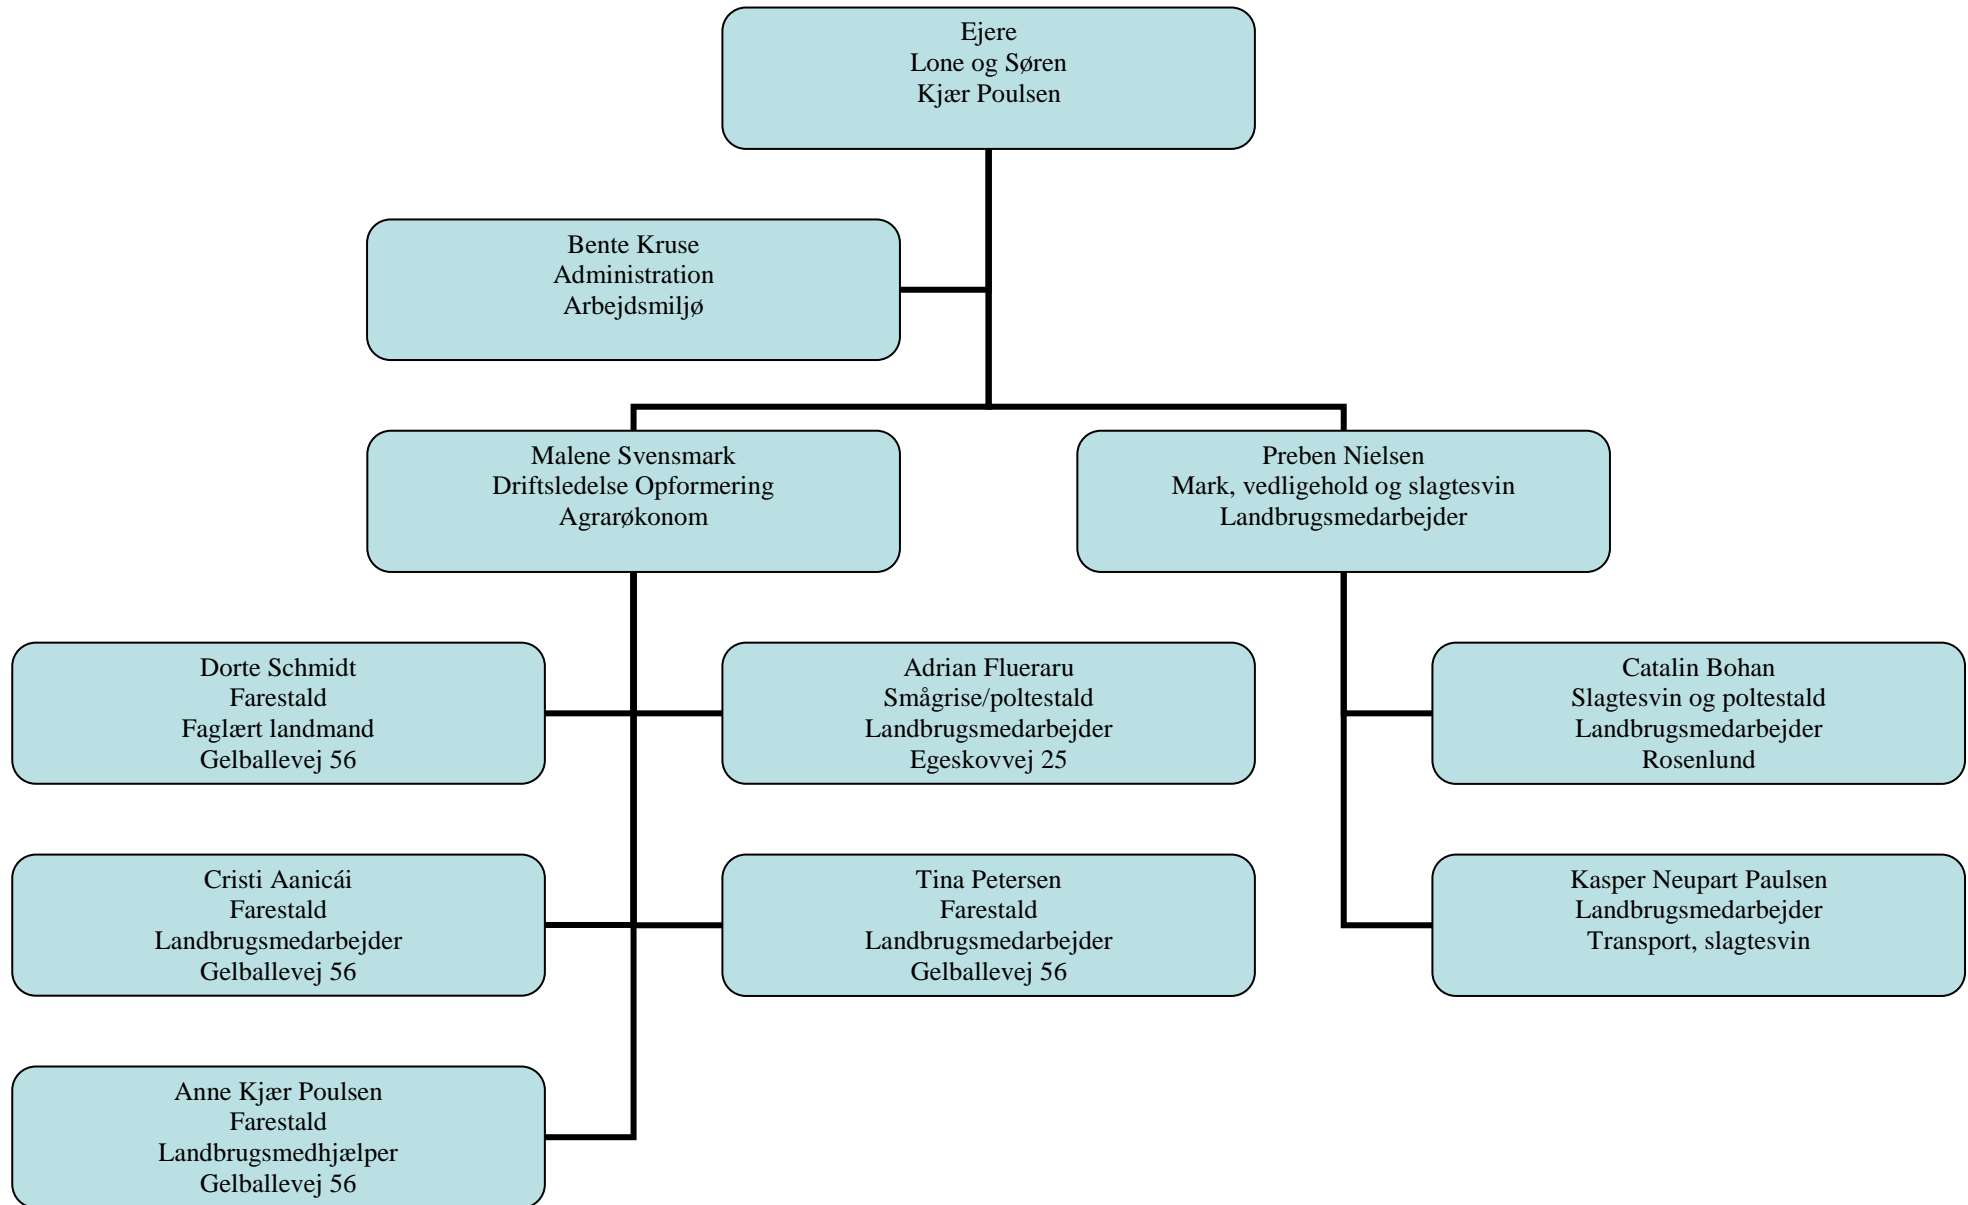 Ejere
Lone og Søren
Kjær Poulsen
Bente Kruse
Administration
Arbejdsmiljø
Malene Svensmark
Driftsledelse Opformering
Agrarøkonom
Preben Nielsen
Mark, vedligehold og slagtesvin
Landbrugsmedarbejder
Dorte Schmidt
Farestald
Faglært landmand
Gelballevej 56
Adrian Flueraru
Smågrise/poltestald
Landbrugsmedarbejder
Egeskovvej 25
Catalin Bohan
Slagtesvin og poltestald
Landbrugsmedarbejder
Rosenlund
Cristi Aanicái
Farestald
Landbrugsmedarbejder
Gelballevej 56
Tina Petersen
Farestald
Landbrugsmedarbejder
Gelballevej 56
Kasper Neupart Paulsen
Landbrugsmedarbejder
Transport, slagtesvin
Anne Kjær Poulsen
Farestald
Landbrugsmedhjælper
Gelballevej 56